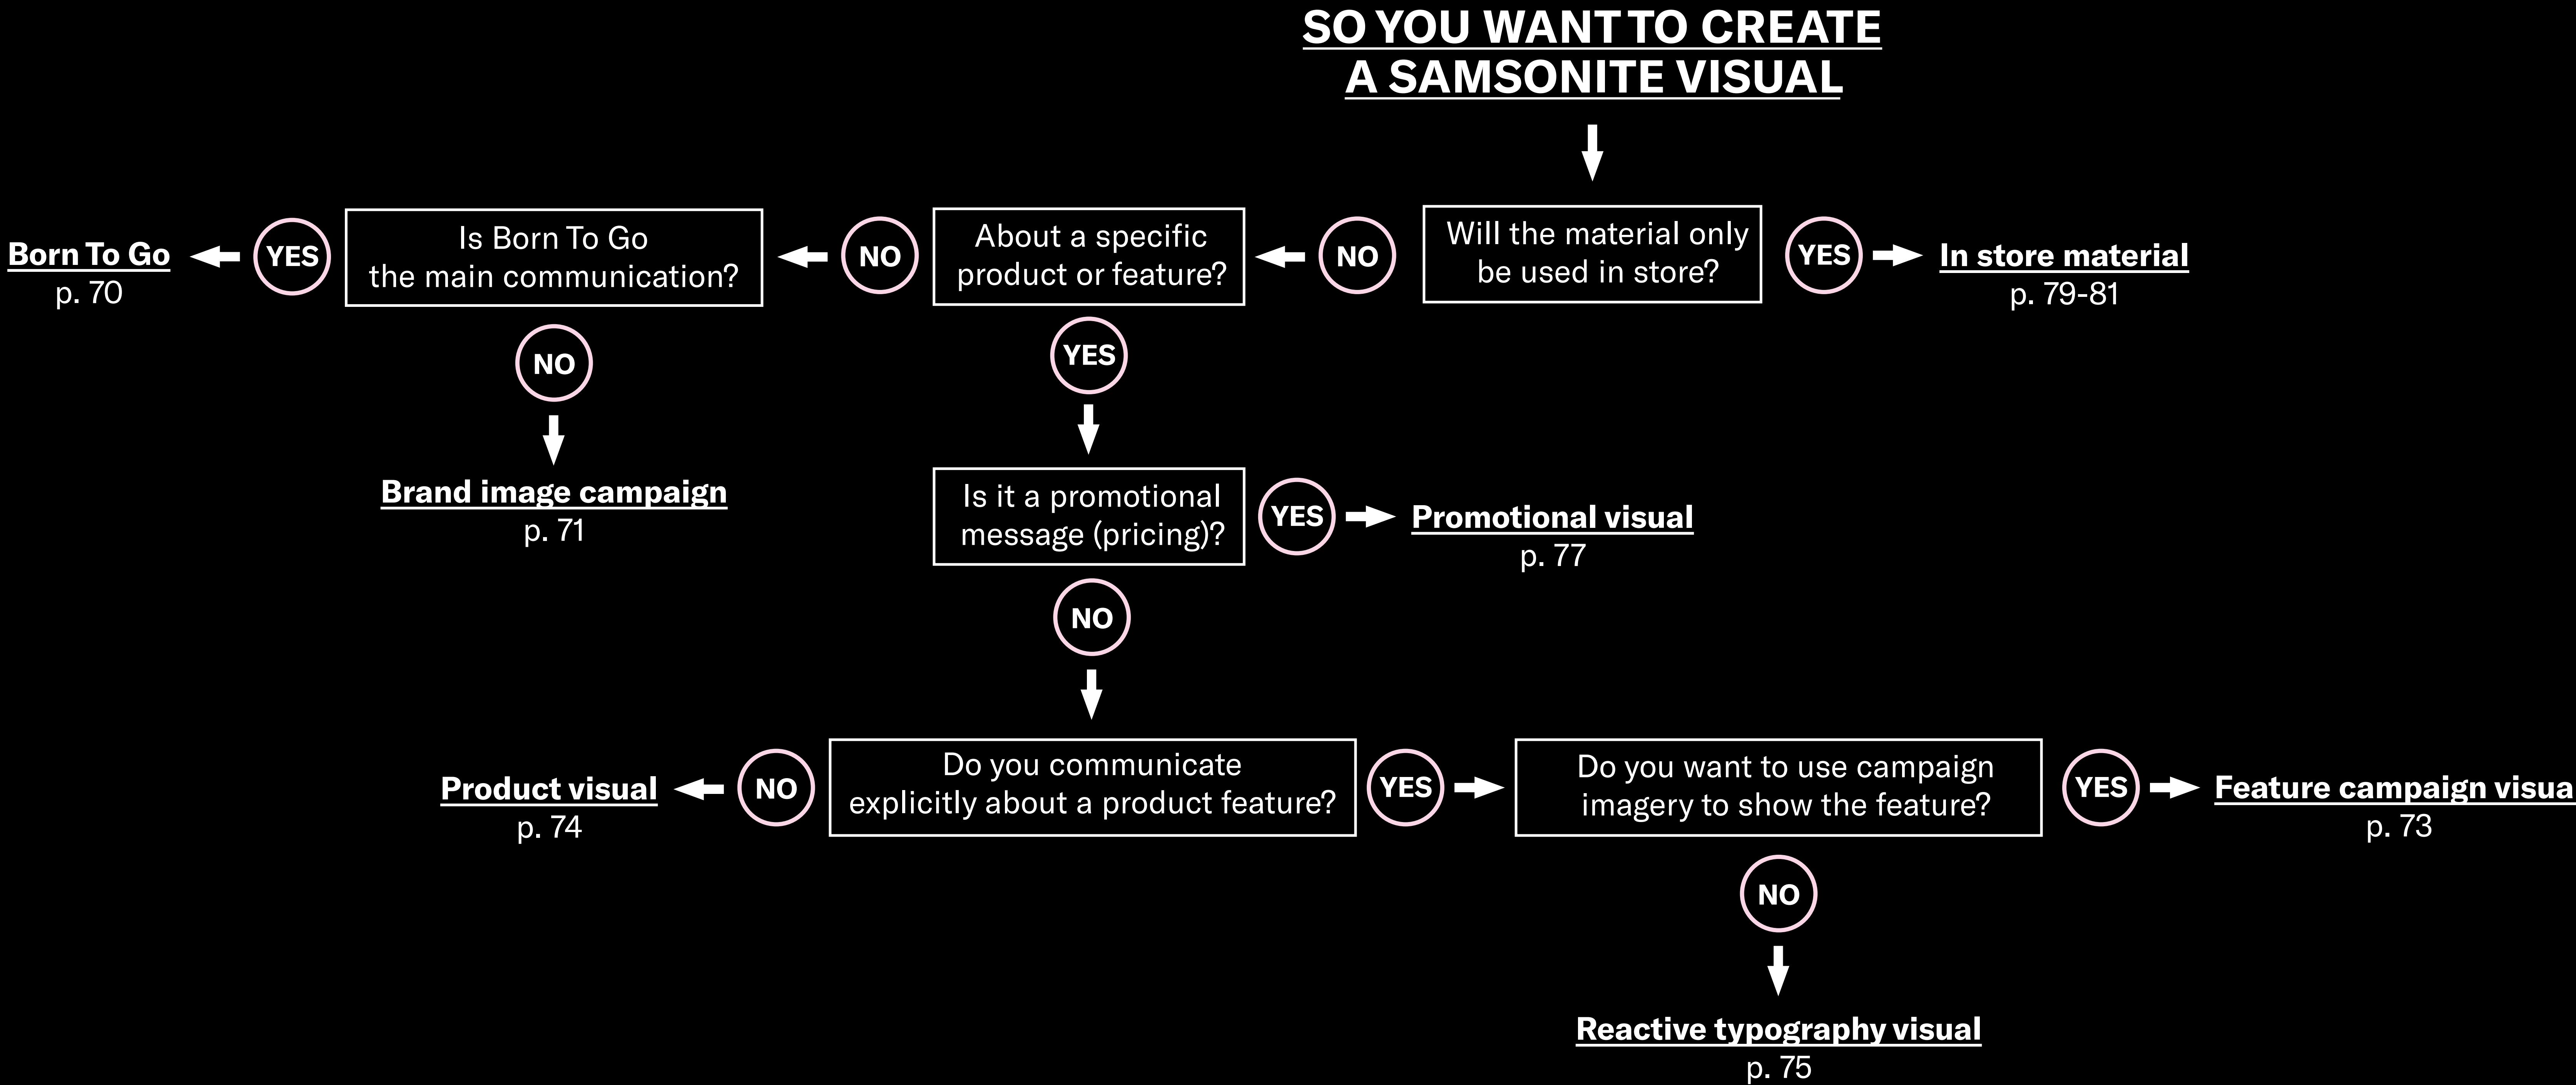 SO YOU WANT TO CREATE
A SAMSONITE VISUAL
Born To Go
p. 70
YES
Is Born To Go
the main communication?
NO
About a specific
product or feature?
NO
Will the material only
be used in store?
YES
In store material
p. 79-81
NO
YES
Brand image campaign
p. 71
Is it a promotional
message (pricing)?
YES
Promotional visual
p. 77
NO
Product visual
p. 74
NO
Do you communicate
explicitly about a product feature?
YES
Do you want to use campaign
imagery to show the feature?
YES
Feature campaign visua
p. 73
NO
Reactive typography visual
p. 75